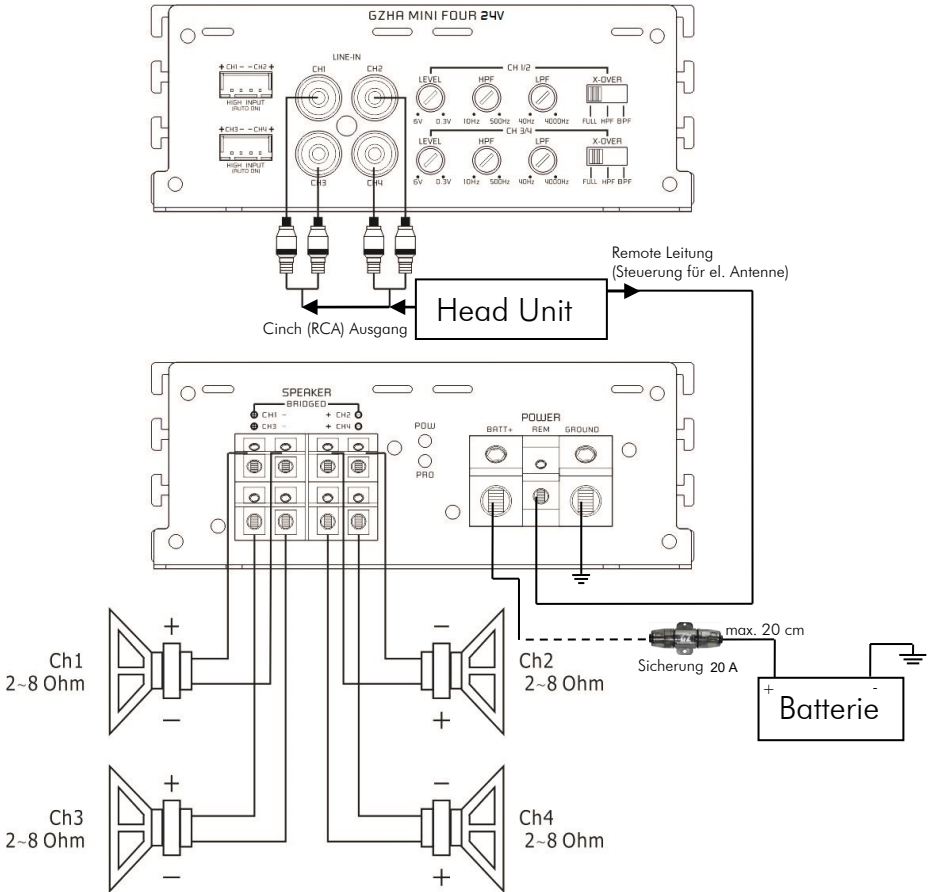 GZHA MINI FOUR 24V
LINE-IN
+ CH1 - - CH2 +
HIGH INPUT
(AUTO ON)
CH1
CH2
CH 1/2
LEVEL
HPF
LPF
X-OVER
6V 0.3V
10Hz 500Hz
40Hz 4000Hz
FULL HPF BPF
+ CH3 - - CH4 +
HIGH INPUT
(AUTO ON)
CH3
CH4
CH 3/4
LEVEL
HPF
LPF
X-OVER
6V 0.3V
10Hz 500Hz
40Hz 4000Hz
FULL HPF BPF
Remote Leitung
(Steuerung für el. Antenne)
Head Unit
Cinch (RCA) Ausgang
SPEAKER
BRIDGED
⊕ CH1 - + CH2 O
⊕ CH3 - + CH4 O
POW
PRO
POWER
BATT+ REM GROUND
max. 20 cm
Sicherung 20 A
+ -
Batterie
+
Ch1
2~8 Ohm
-
-
Ch2
2~8 Ohm
+
+
Ch3
2~8 Ohm
-
-
Ch4
2~8 Ohm
+